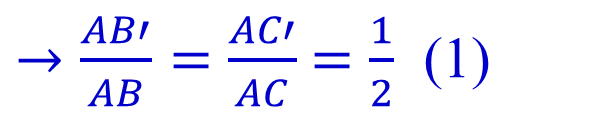 → AB′/AB = AC′/AC = 1/2 (1)